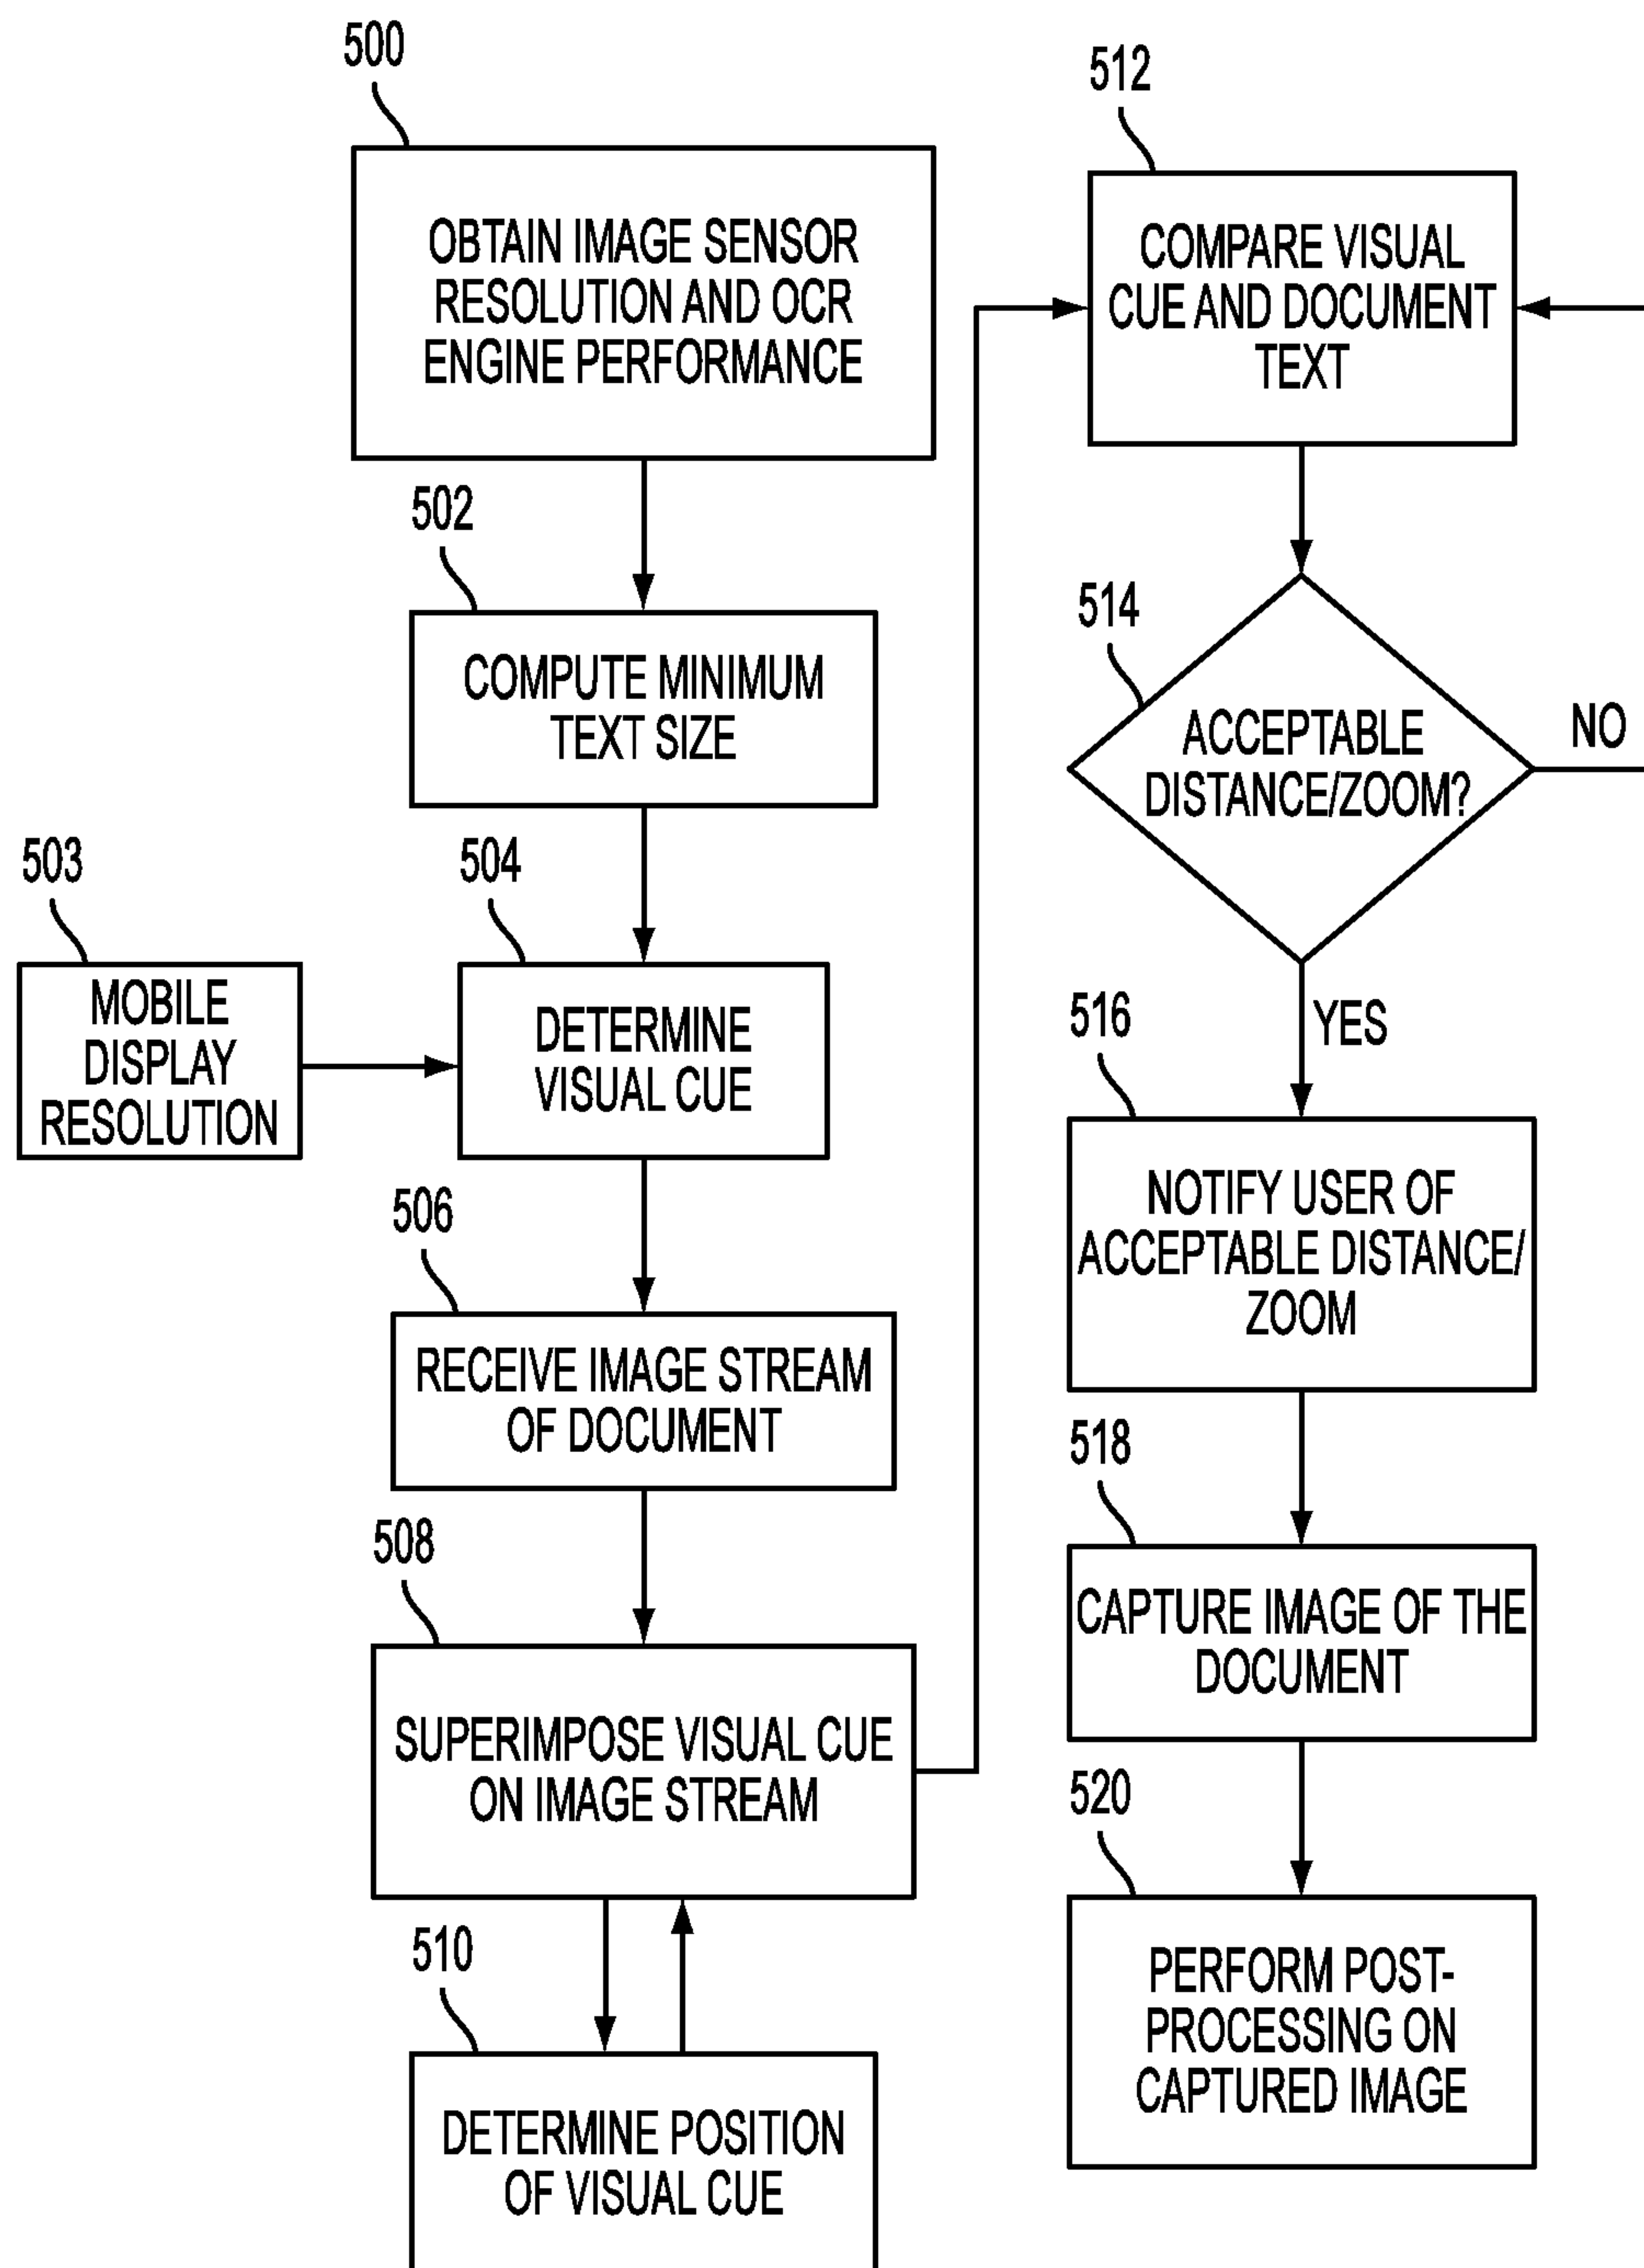 500
OBTAIN IMAGE SENSOR
RESOLUTION AND OCR
ENGINE PERFORMANCE
502
COMPUTE MINIMUM
TEXT SIZE
503
MOBILE
DISPLAY
RESOLUTION
504
DETERMINE
VISUAL CUE
506
RECEIVE IMAGE STREAM
OF DOCUMENT
508
SUPERIMPOSE VISUAL CUE
ON IMAGE STREAM
510
DETERMINE POSITION
OF VISUAL CUE
512
COMPARE VISUAL
CUE AND DOCUMENT
TEXT
514
ACCEPTABLE
DISTANCE/ZOOM?
NO
YES
516
NOTIFY USER OF
ACCEPTABLE DISTANCE/
ZOOM
518
CAPTURE IMAGE OF THE
DOCUMENT
520
PERFORM POST-
PROCESSING ON
CAPTURED IMAGE